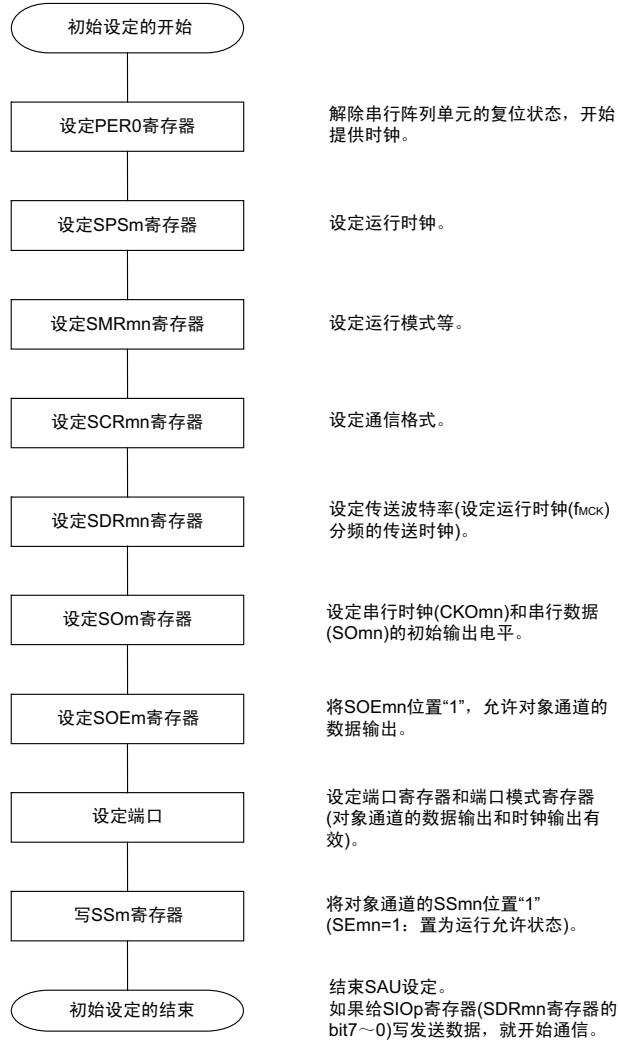 初始设定的开始
设定PER0寄存器
解除串行阵列单元的复位状态，开始
提供时钟。
设定SPSm寄存器
设定运行时钟。
设定SMRmn寄存器
设定运行模式等。
设定SCRmn寄存器
设定通信格式。
设定SDRmn寄存器
设定传送波特率(设定运行时钟(fMCK)
分频的传送时钟)。
设定SOm寄存器
设定串行时钟(CKOmn)和串行数据
(SOmn)的初始输出电平。
设定SOEm寄存器
将SOEmn位置“1”，允许对象通道的
数据输出。
设定端口
设定端口寄存器和端口模式寄存器
(对象通道的数据输出和时钟输出有
效)。
写SSm寄存器
将对象通道的SSmn位置“1”
(SEmn=1：置为运行允许状态)。
初始设定的结束
结束SAU设定。
如果给SIOp寄存器(SDRmn寄存器的
bit7～0)写发送数据，就开始通信。